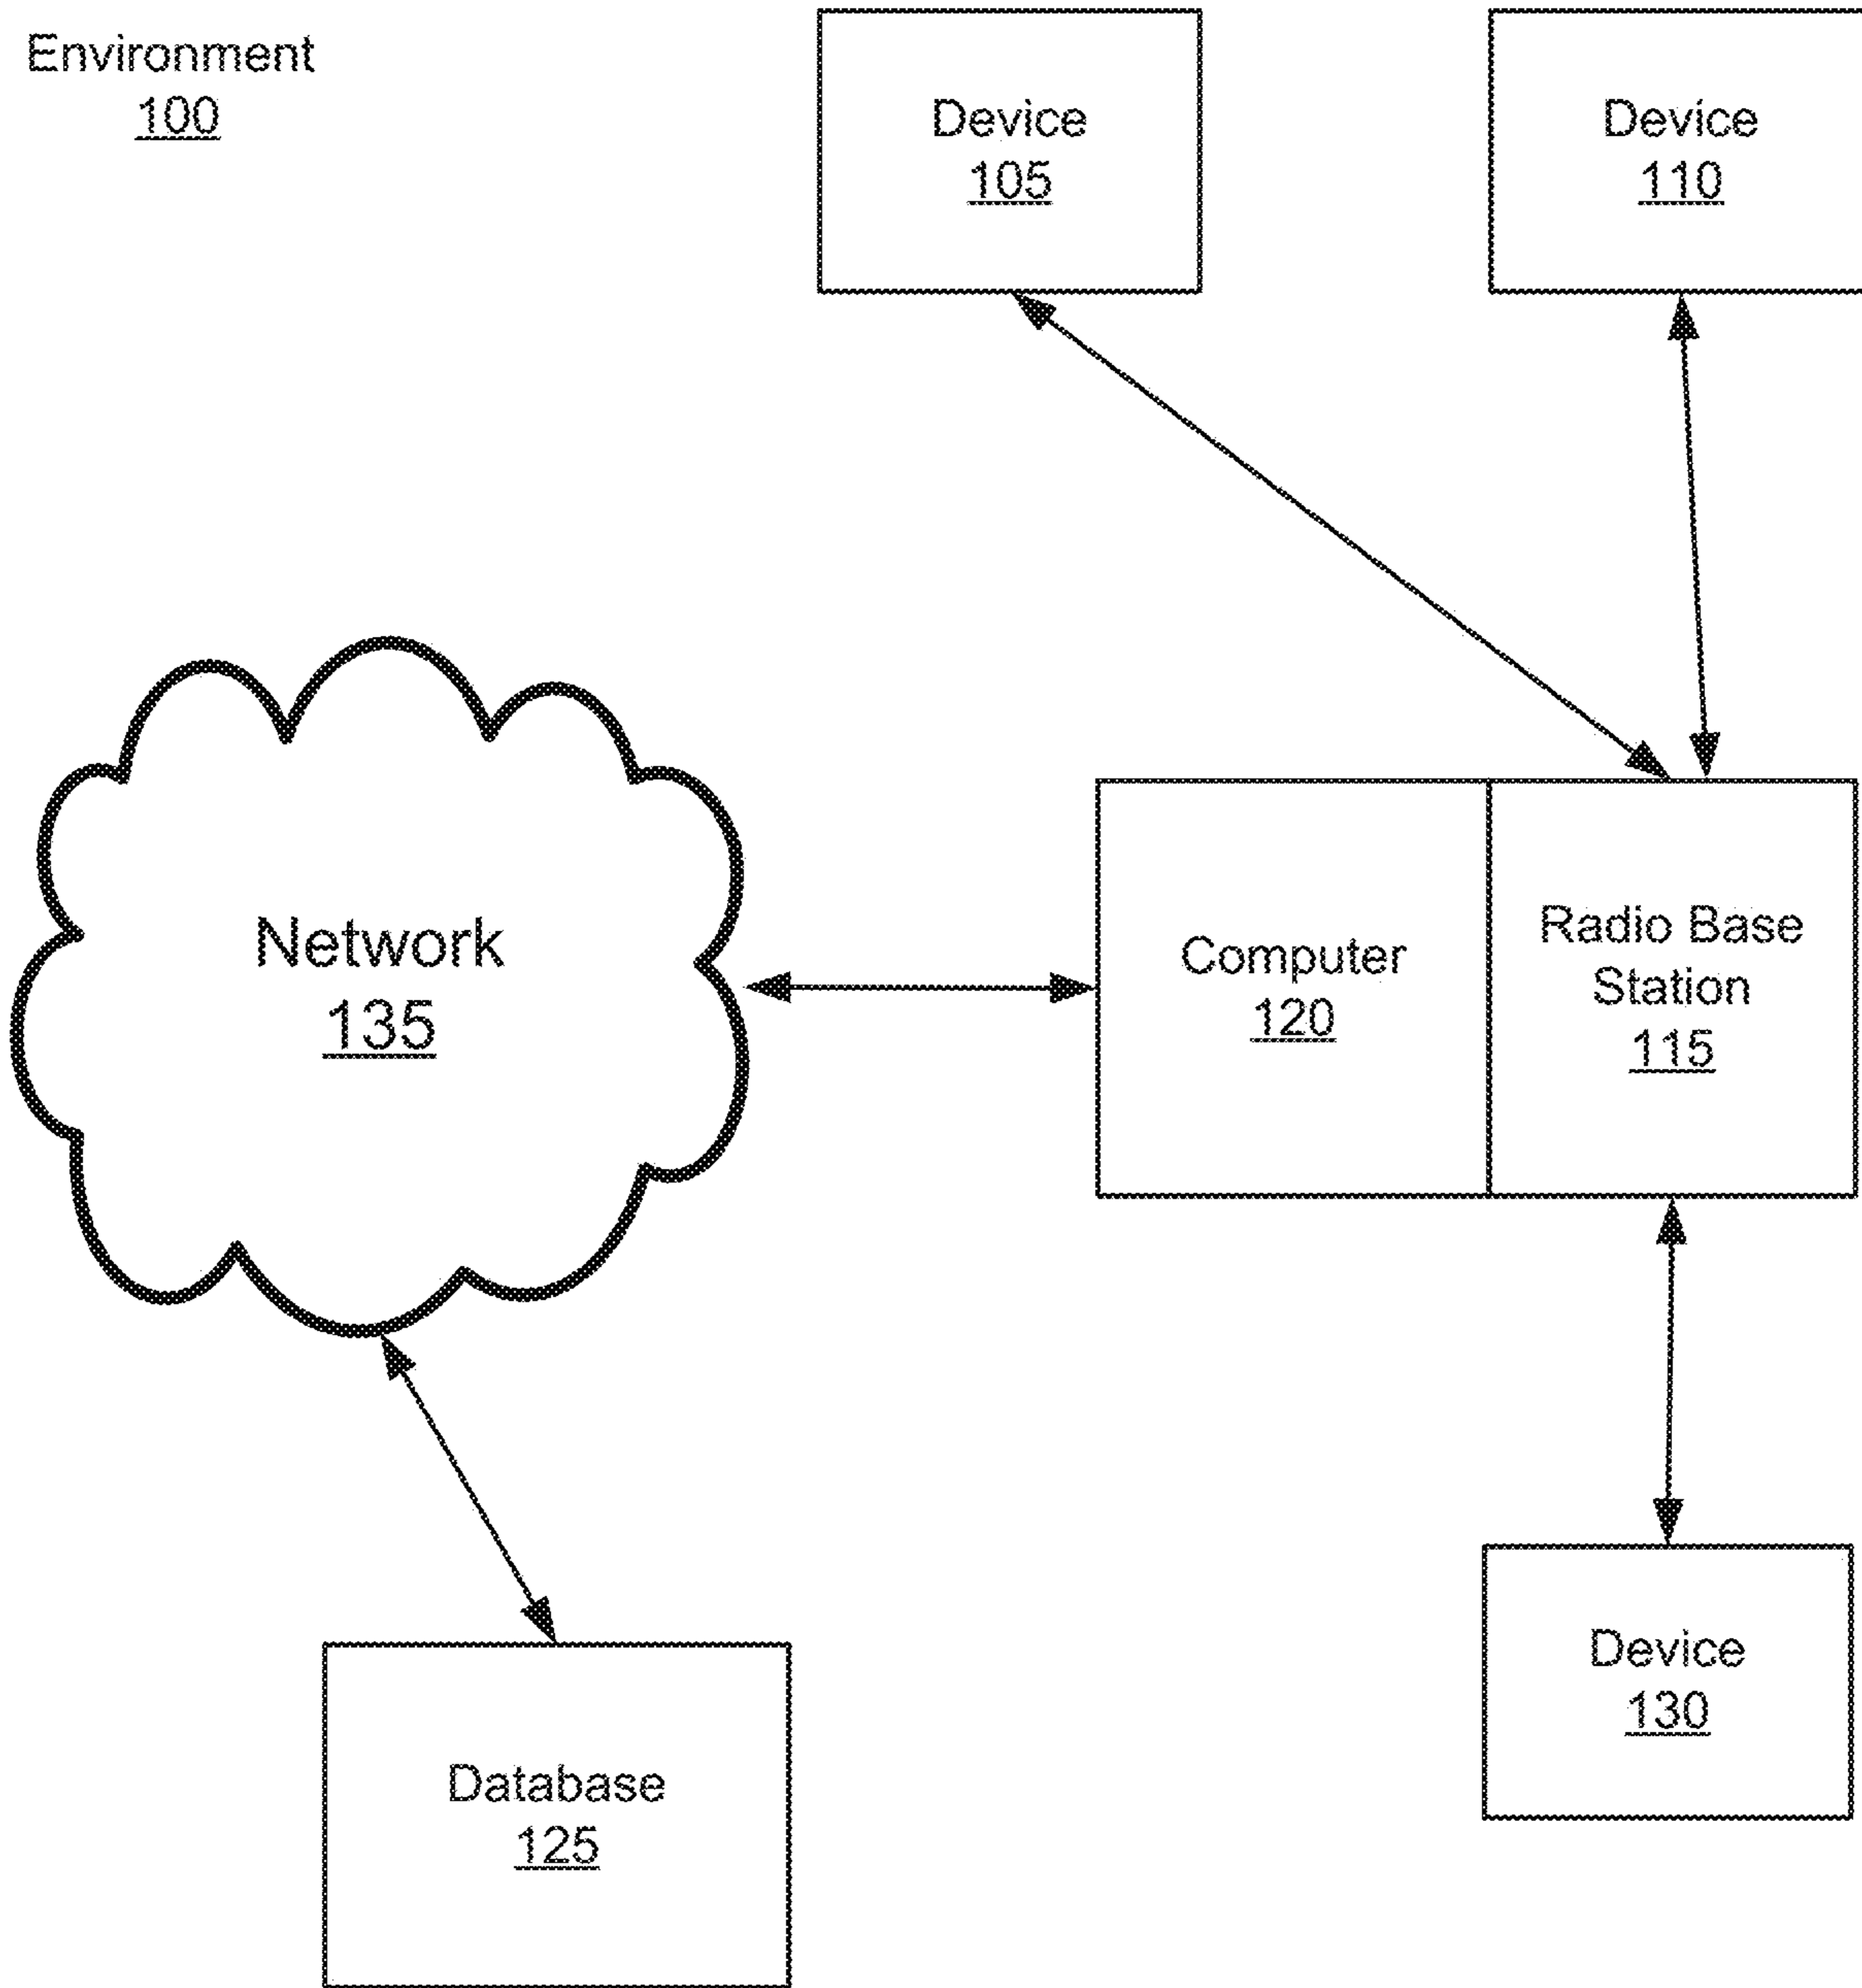 Environment
100
Device
105
Device
110
Network
135
Computer
120
Radio Base
Station
115
Device
130
Database
125